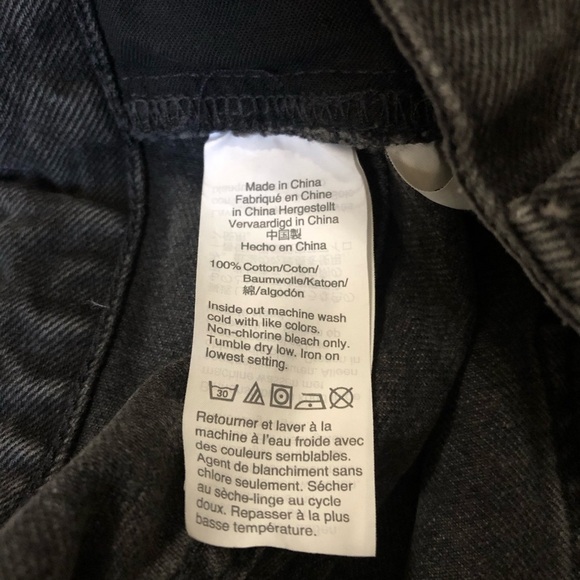 Made in China
Fabriqué en Chine
in China Hergestellt
Vervaardigd in China
中国製
Hecho en China
100% Cotton/Coton/
Baumwolle/Katoen/
綿/algodón
Inside out machine wash
cold with like colors.
Non-chlorine bleach only.
Tumble dry low. Iron on
lowest setting.
30
Retourner et laver à la
machine à l'eau froide avec
des couleurs semblables.
Agent de blanchiment sans
chlore seulement. Sécher
au sèche-linge au cycle
doux. Repasser à la plus
basse température.